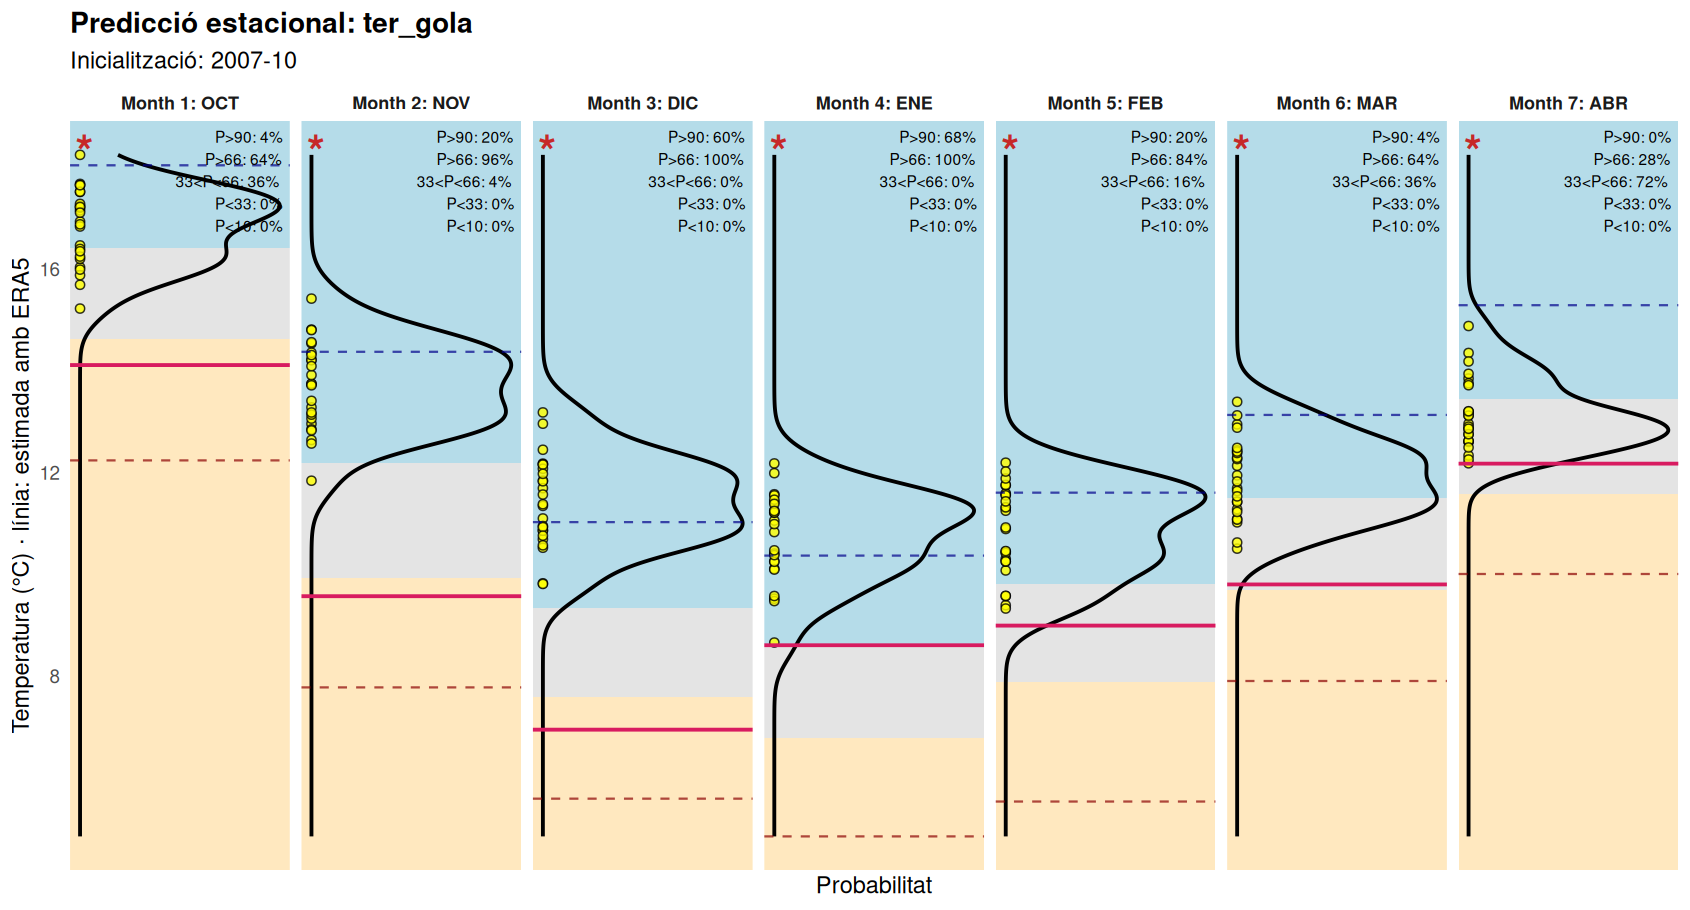 Predicció estacional: ter_gola
Inicialització: 2007-10
Month 1: OCT
Month 2: NOV
Month 3: DIC
Month 4: ENE
Month 5: FEB
Month 6: MAR
Month 7: ABR
*
P>90: 4%
P>66: 64%
33<P<66: 36%
P<33: 0%
P<10: 0%
*
P>90: 20%
P>66: 96%
33<P<66: 4%
P<33: 0%
P<10: 0%
*
P>90: 60%
P>66: 100%
33<P<66: 0%
P<33: 0%
P<10: 0%
*
P>90: 68%
P>66: 100%
33<P<66: 0%
P<33: 0%
P<10: 0%
*
P>90: 20%
P>66: 84%
33<P<66: 16%
P<33: 0%
P<10: 0%
*
P>90: 4%
P>66: 64%
33<P<66: 36%
P<33: 0%
P<10: 0%
*
P>90: 0%
P>66: 28%
33<P<66: 72%
P<33: 0%
P<10: 0%
16
12
8
Temperatura (°C) · línia: estimada amb ERA5
Probabilitat